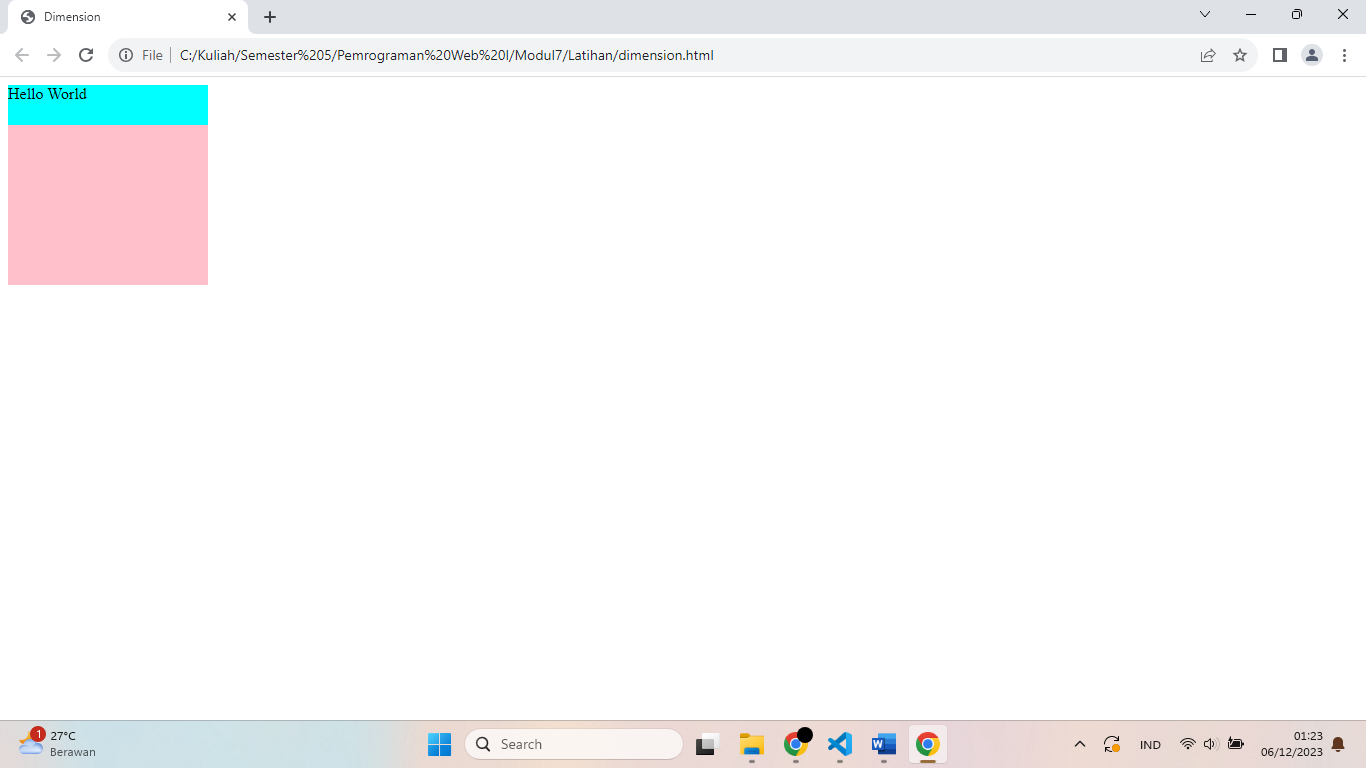 Dimension
File
C:/Kuliah/Semester%205/Pemrograman%20Web%20I/Modul7/Latihan/dimension.html
Hello World
1
27°C
Berawan
Search
IND
01:23
06/12/2023